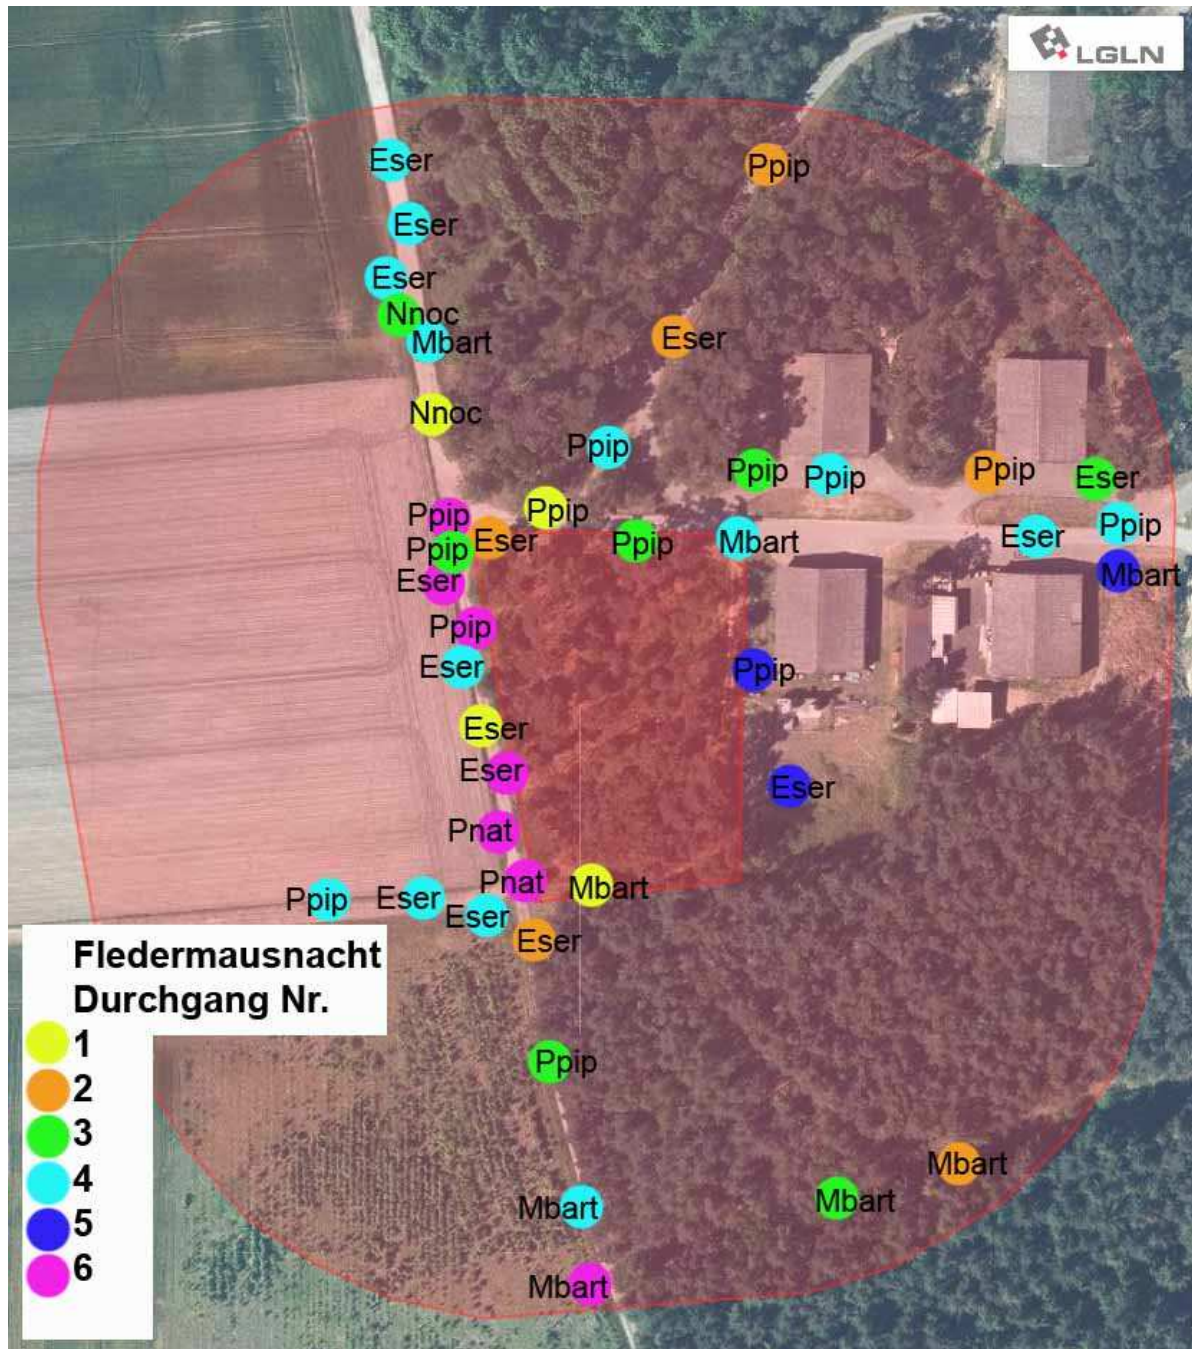 LGLN
Eser
Ppip
Eser
Eser
Nnoc
Mbart
Eser
Nnoc
Ppip
Ppip
Ppip
Ppip
Eser
Ppip
Ppip
Ppip
Eser
Ppip
Mbart
Eser
Ppip
Ppip
Eser
Mbart
Ppip
Eser
Ppip
Eser
Eser
Eser
Pnat
Pnat
Mbart
Ppip
Eser
Eser
Eser
Fledermausnacht
Durchgang Nr.
1
2
3
4
5
6
Ppip
Mbart
Mbart
Mbart
Mbart